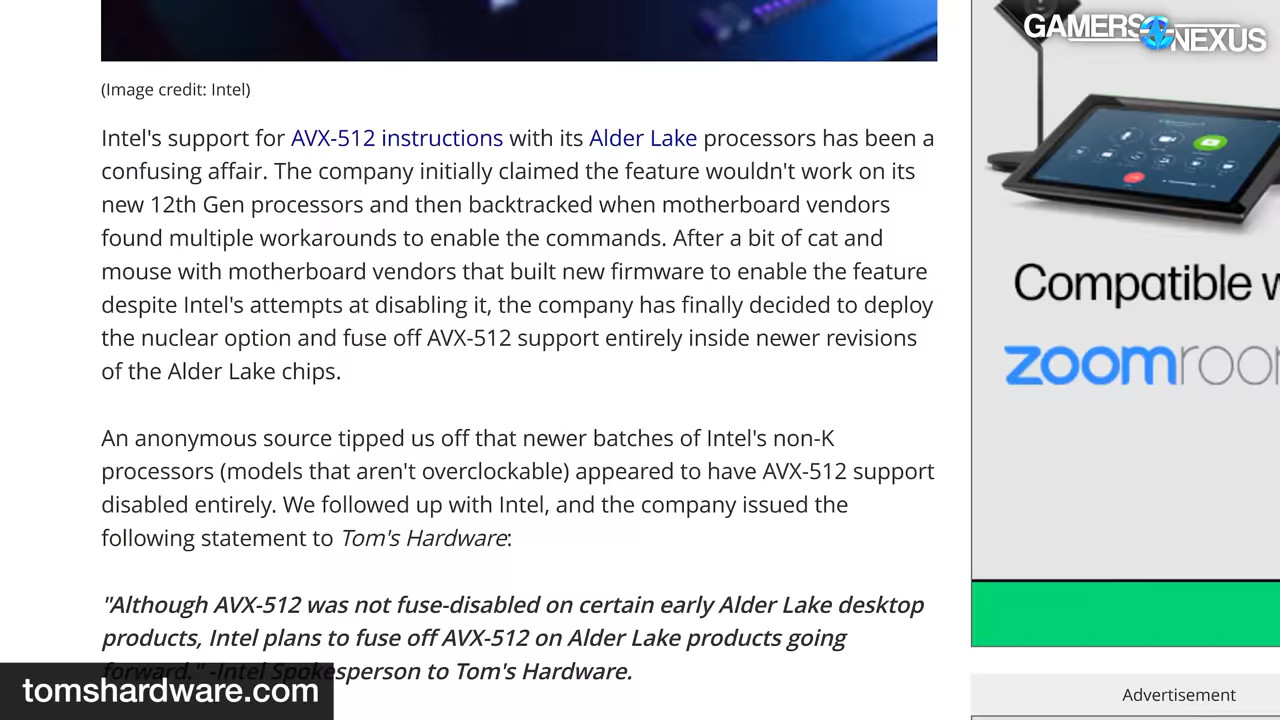 GAMERS NEXUS
(Image credit: Intel)
Intel's support for AVX-512 instructions with its Alder Lake processors has been a
confusing affair. The company initially claimed the feature wouldn't work on its
new 12th Gen processors and then backtracked when motherboard vendors
found multiple workarounds to enable the commands. After a bit of cat and
mouse with motherboard vendors that built new firmware to enable the feature
despite Intel's attempts at disabling it, the company has finally decided to deploy
the nuclear option and fuse off AVX-512 support entirely inside newer revisions
of the Alder Lake chips.
An anonymous source tipped us off that newer batches of Intel's non-K
processors (models that aren't overclockable) appeared to have AVX-512 support
disabled entirely. We followed up with Intel, and the company issued the
following statement to Tom's Hardware:
"Although AVX-512 was not fuse-disabled on certain early Alder Lake desktop
products, Intel plans to fuse off AVX-512 on Alder Lake products going
forward." -Intel Spokesperson to Tom's Hardware.
tomshardware.com
Compatible w
zoomroo
Advertisement